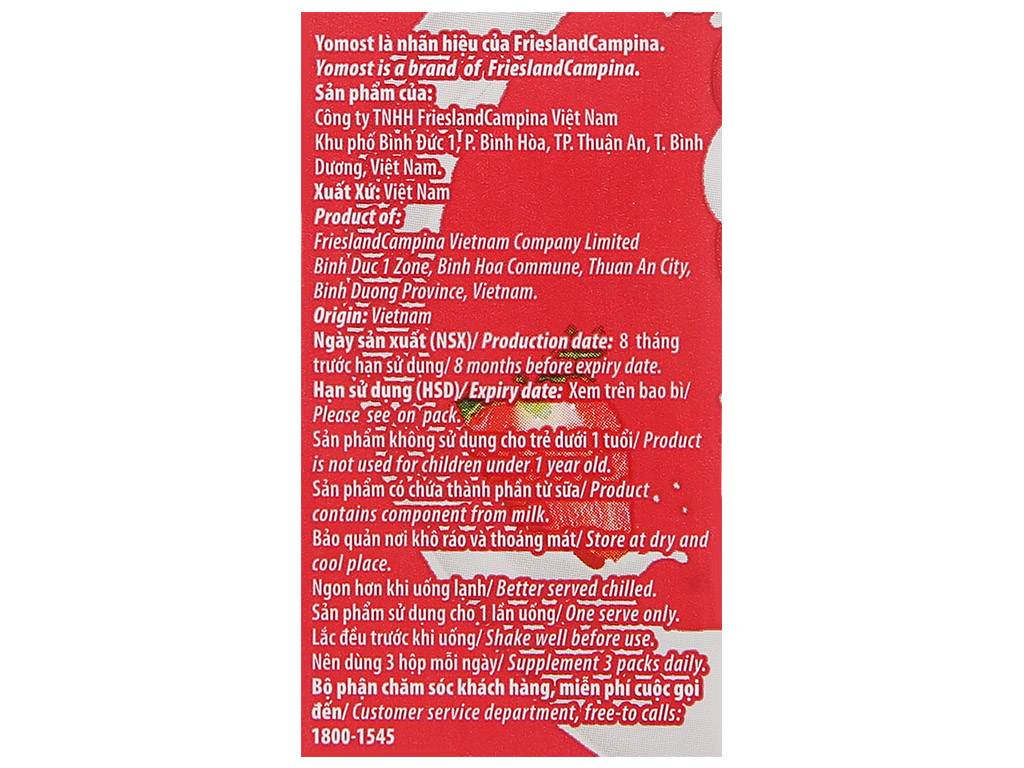 Yomost là nhãn hiệu của FrieslandCampina.
Yomost is a brand of FrieslandCampina.
Sản phẩm của:
Công ty TNHH FrieslandCampina Việt Nam
Khu phố Bình Đức 1, P. Bình Hòa, TP. Thuận An, T. Bình
Dương, Việt Nam.
Xuất Xứ: Việt Nam
Product of:
FrieslandCampina Vietnam Company Limited
Binh Duc 1 Zone, Binh Hoa Commune, Thuan An City,
Binh Duong Province, Vietnam.
Origin: Vietnam
Ngày sản xuất (NSX)/ Production date: 8 tháng
trước hạn sử dụng/ 8 months before expiry date.
Hạn sử dụng (HSD)/ Expiry date: Xem trên bao bì/
Please see on pack.
Sản phẩm không sử dụng cho trẻ dưới 1 tuổi/ Product
is not used for children under 1 year old.
Sản phẩm có chứa thành phần từ sữa/ Product
contains component from milk.
Bảo quản nơi khô ráo và thoáng mát/ Store at dry and
cool place.
Ngon hơn khi uống lạnh/ Better served chilled.
Sản phẩm sử dụng cho 1 lần uống/ One serve only.
Lắc đều trước khi uống/ Shake well before use.
Nên dùng 3 hộp mỗi ngày/ Supplement 3 packs daily.
Bộ phận chăm sóc khách hàng, miễn phí cuộc gọi
đến/ Customer service department, free-to calls:
1800-1545